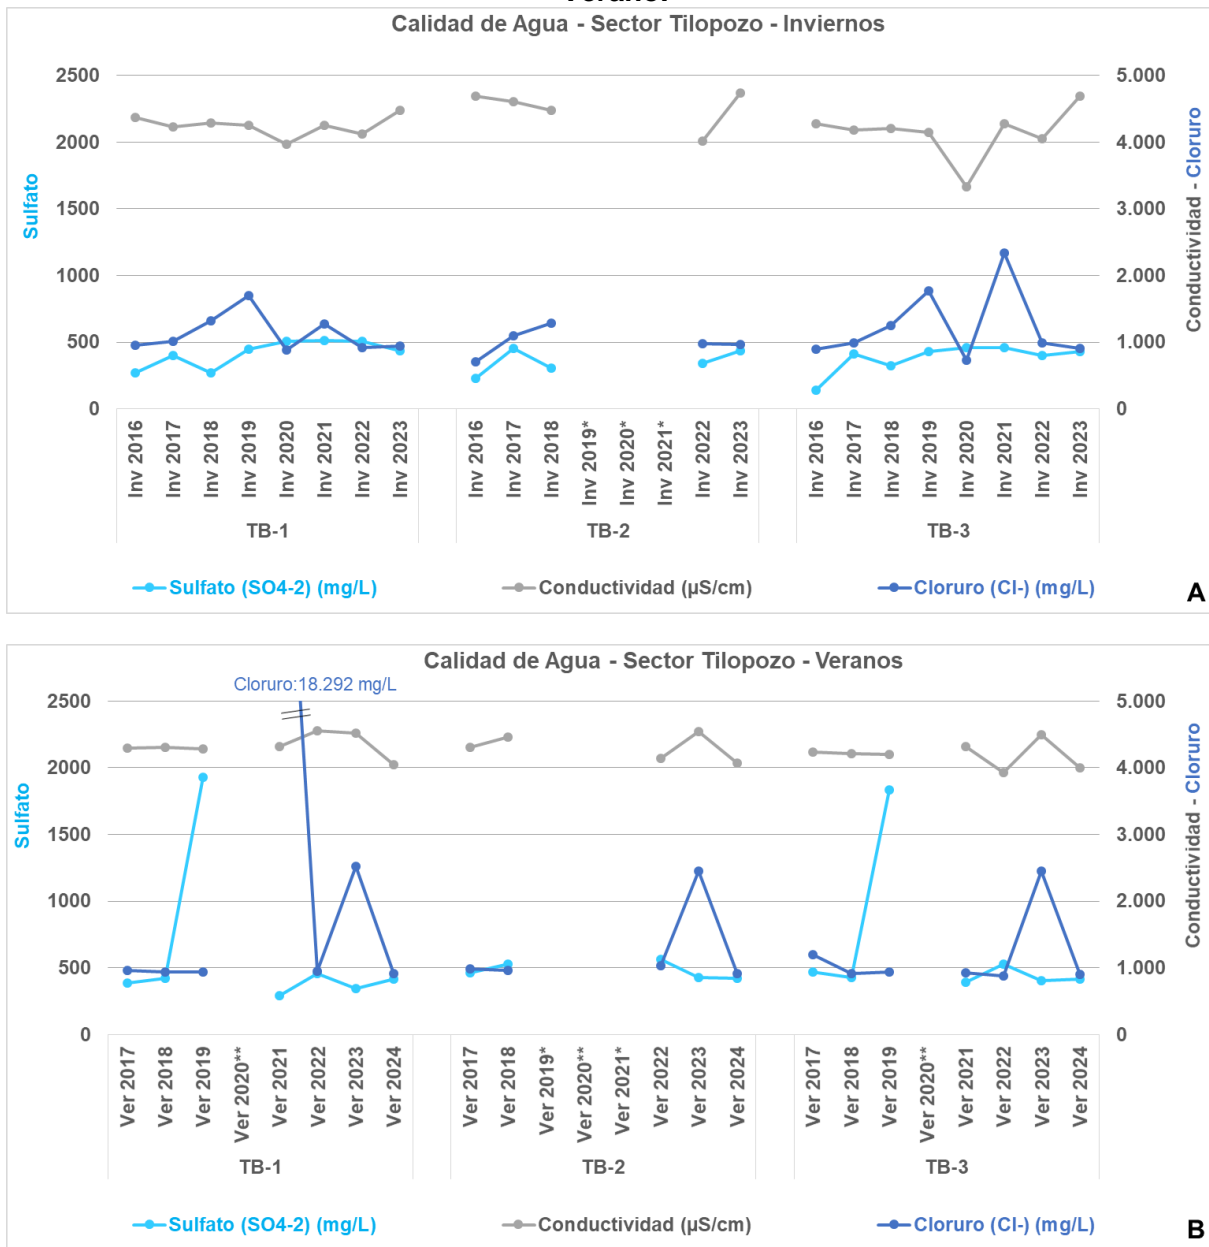 Verano.
Calidad de Agua - Sector Tilopozo - Inviernos
2500
2000
1500
1000
500
0
Sulfato
5.000
4.000
3.000
2.000
1.000
0
Conductividad - Cloruro
Inv 2016
Inv 2017
Inv 2018
Inv 2019
Inv 2020
Inv 2021
Inv 2022
Inv 2023
Inv 2016
Inv 2017
Inv 2018
Inv 2019*
Inv 2020*
Inv 2021*
Inv 2022
Inv 2023
Inv 2016
Inv 2017
Inv 2018
Inv 2019
Inv 2020
Inv 2021
Inv 2022
Inv 2023
TB-1 TB-2 TB-3
Sulfato (SO4-2) (mg/L) Conductividad (µS/cm) Cloruro (Cl-) (mg/L)
A
Calidad de Agua - Sector Tilopozo - Veranos
Cloruro:18.292 mg/L
2500
2000
1500
1000
500
0
Sulfato
5.000
4.000
3.000
2.000
1.000
0
Conductividad - Cloruro
Ver 2017
Ver 2018
Ver 2019
Ver 2020**
Ver 2021
Ver 2022
Ver 2023
Ver 2024
Ver 2017
Ver 2018
Ver 2019*
Ver 2020**
Ver 2021*
Ver 2022
Ver 2023
Ver 2024
Ver 2017
Ver 2018
Ver 2019
Ver 2020**
Ver 2021
Ver 2022
Ver 2023
Ver 2024
TB-1 TB-2 TB-3
Sulfato (SO4-2) (mg/L) Conductividad (µS/cm) Cloruro (Cl-) (mg/L)
B